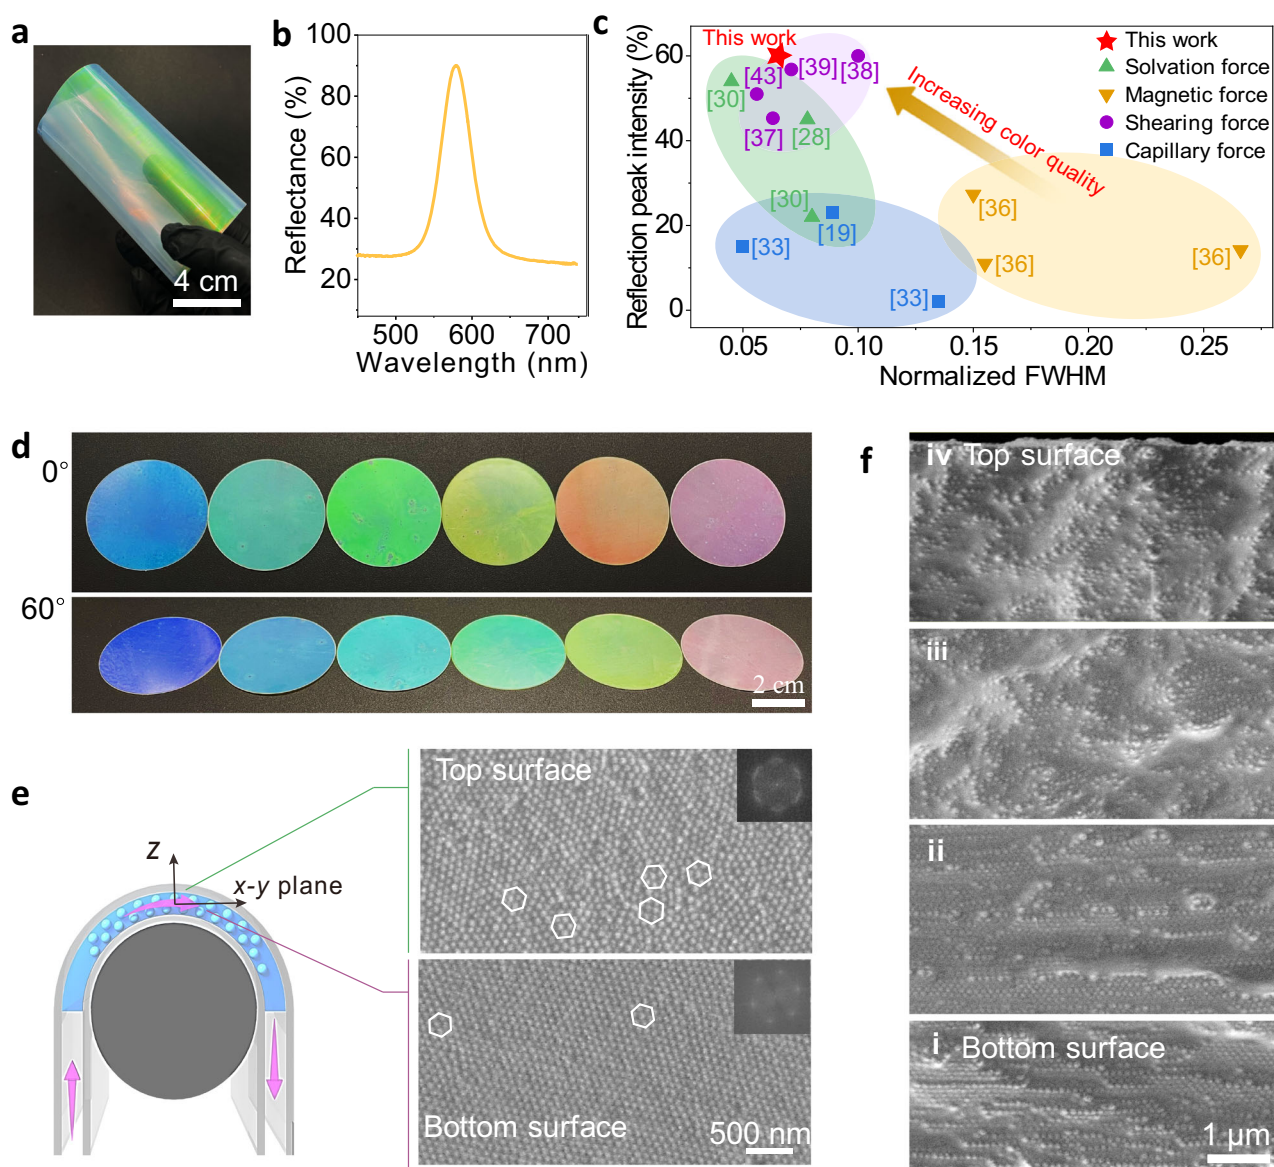 a
4 cm
b
Reflectance (%)
100
80
60
40
20
500 600 700
Wavelength (nm)
c
Reflection peak intensity (%)
60
40
20
0
0.05 0.10 0.15 0.20 0.25
Normalized FWHM
This work
[30]
[43]
[39]
[38]
[37]
[28]
[30]
[19]
[33]
[33]
[36]
[36]
[36]
Increasing color quality
This work
Solvation force
Magnetic force
Shearing force
Capillary force
d
0°
60°
2 cm
e
z
x-y plane
Top surface
Bottom surface
500 nm
f
iv Top surface
iii
ii
i Bottom surface
1 μm